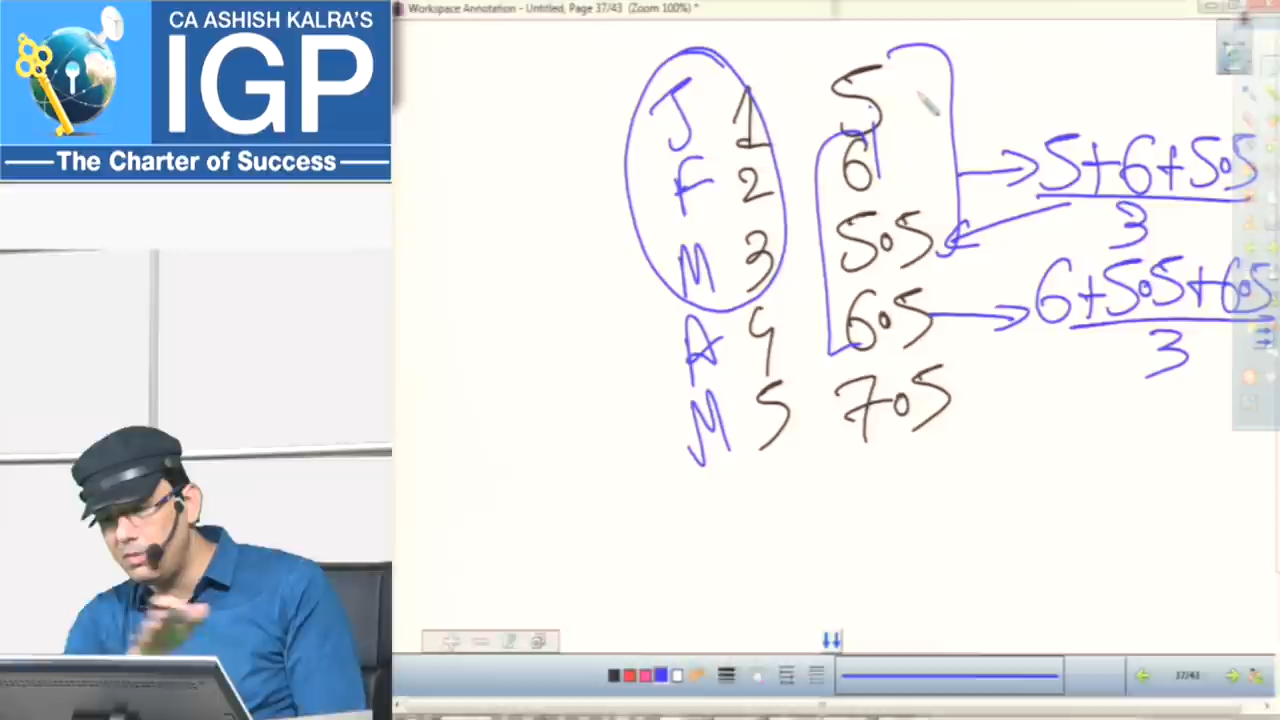 CA ASHISH KALRA'S
IGP
The Charter of Success
Workspace Annotation - Untitled, Page 37/43 (Zoom 100%) *
J 1 5
F 2 6
M 3 5.5
A 4 6.5
M 5 7.5
5+6+5.5
3
6+5.5+6.5
3
37/43